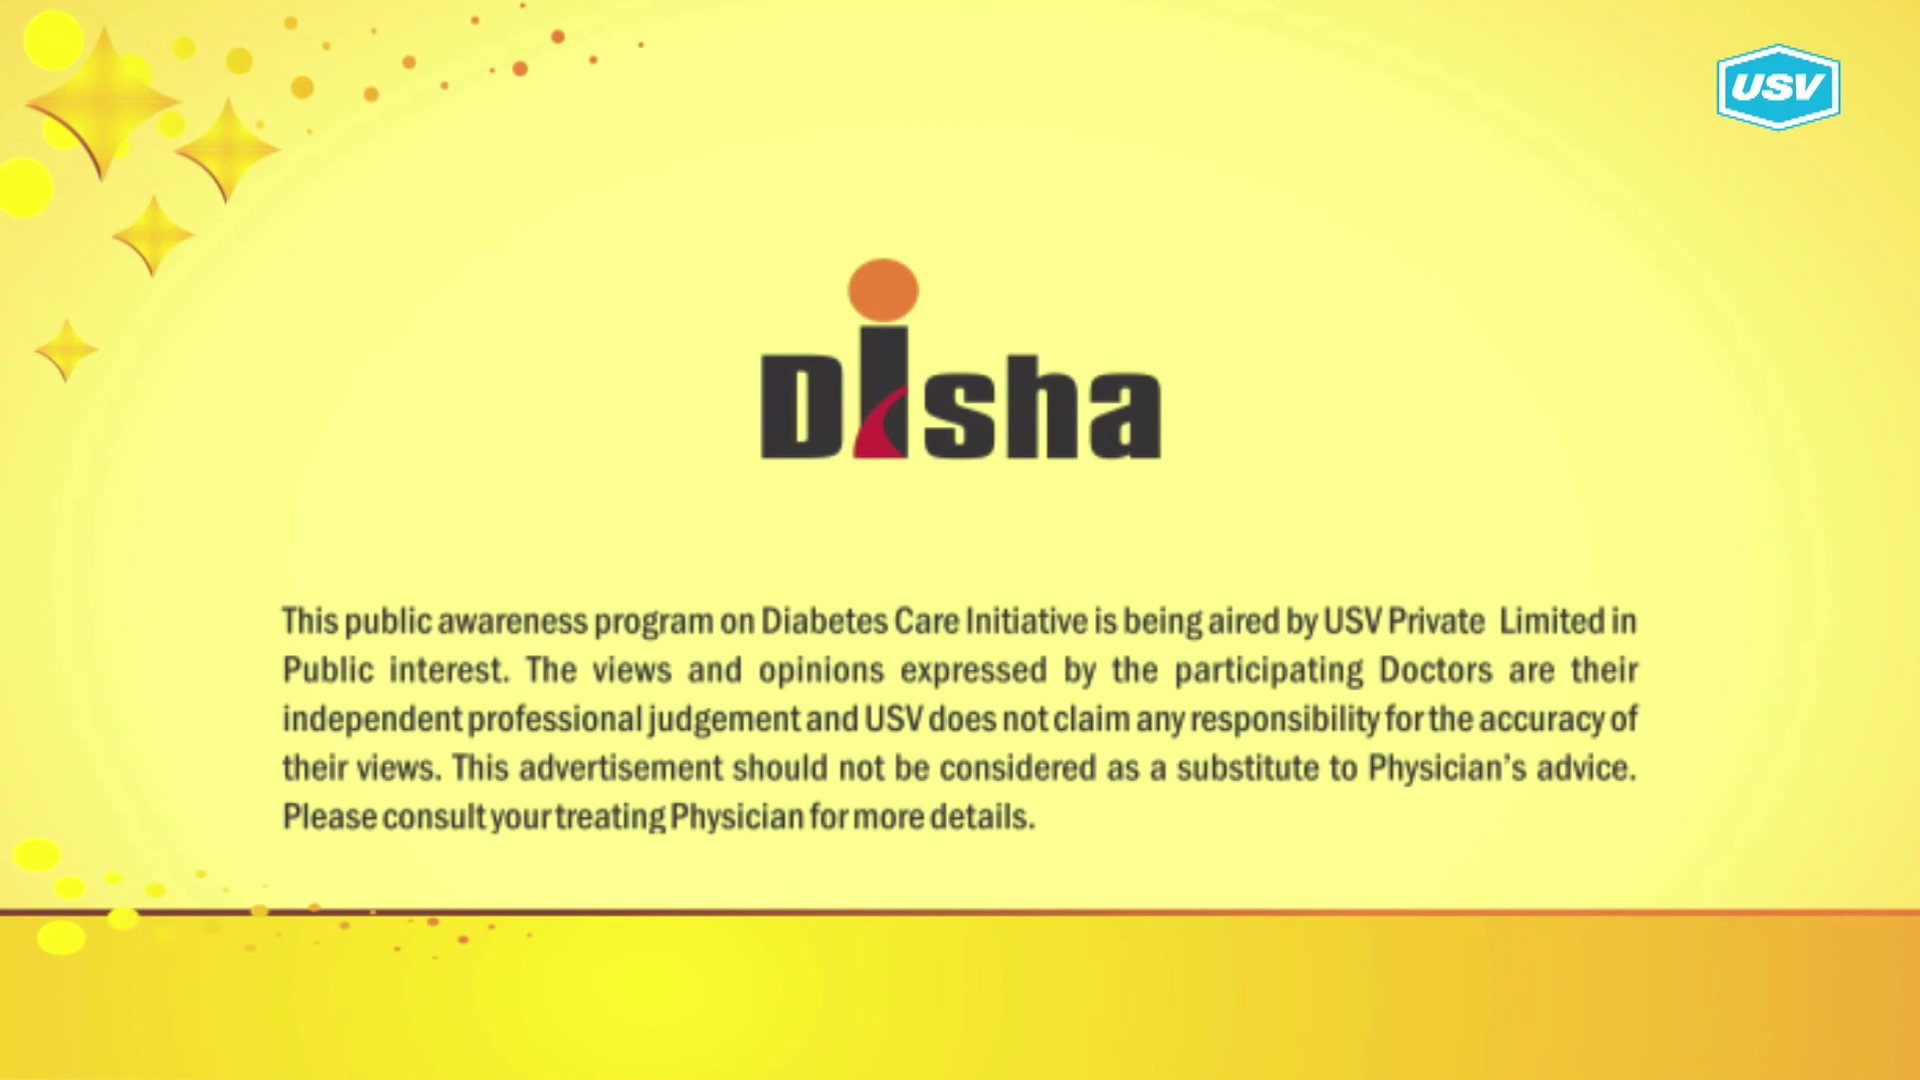 USV
Disha
This public awareness program on Diabetes Care Initiative is being aired by USV Private Limited in
Public interest. The views and opinions expressed by the participating Doctors are their
independent professional judgement and USV does not claim any responsibility for the accuracy of
their views. This advertisement should not be considered as a substitute to Physician's advice.
Please consult your treating Physician for more details.